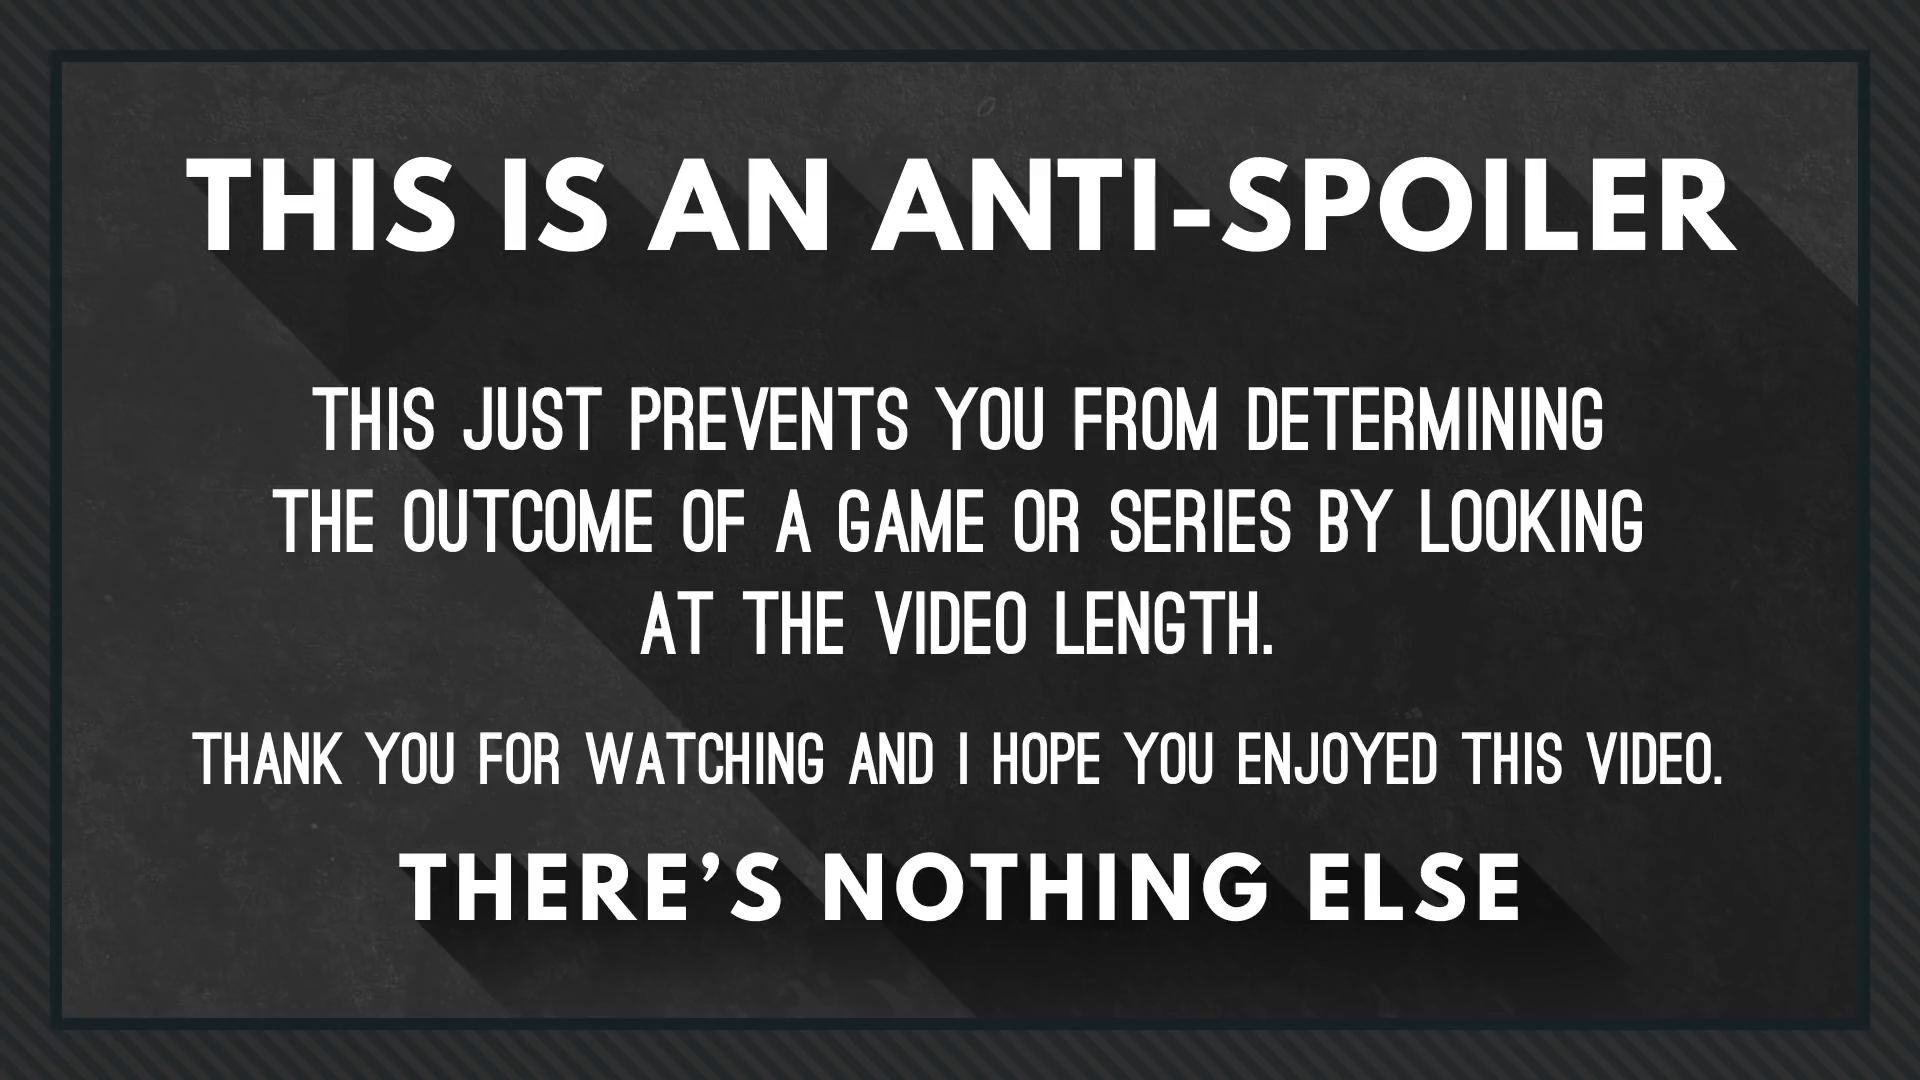 THIS IS AN ANTI-SPOILER
THIS JUST PREVENTS YOU FROM DETERMINING
THE OUTCOME OF A GAME OR SERIES BY LOOKING
AT THE VIDEO LENGTH.
THANK YOU FOR WATCHING AND I HOPE YOU ENJOYED THIS VIDEO.
THERE’S NOTHING ELSE